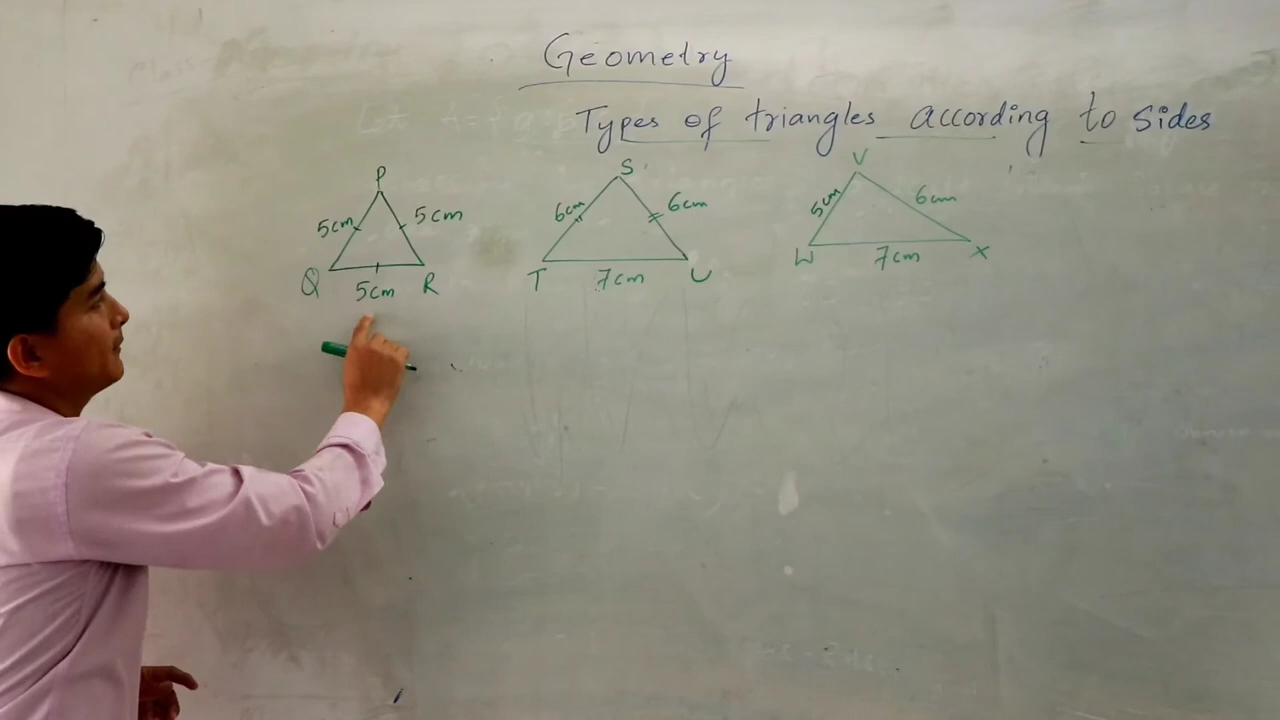 Geometry
Types of triangles according to Sides
P
5cm 5cm
Q R
5cm
S
6cm 6cm
T U
7cm
V
5cm 6cm
W X
7cm